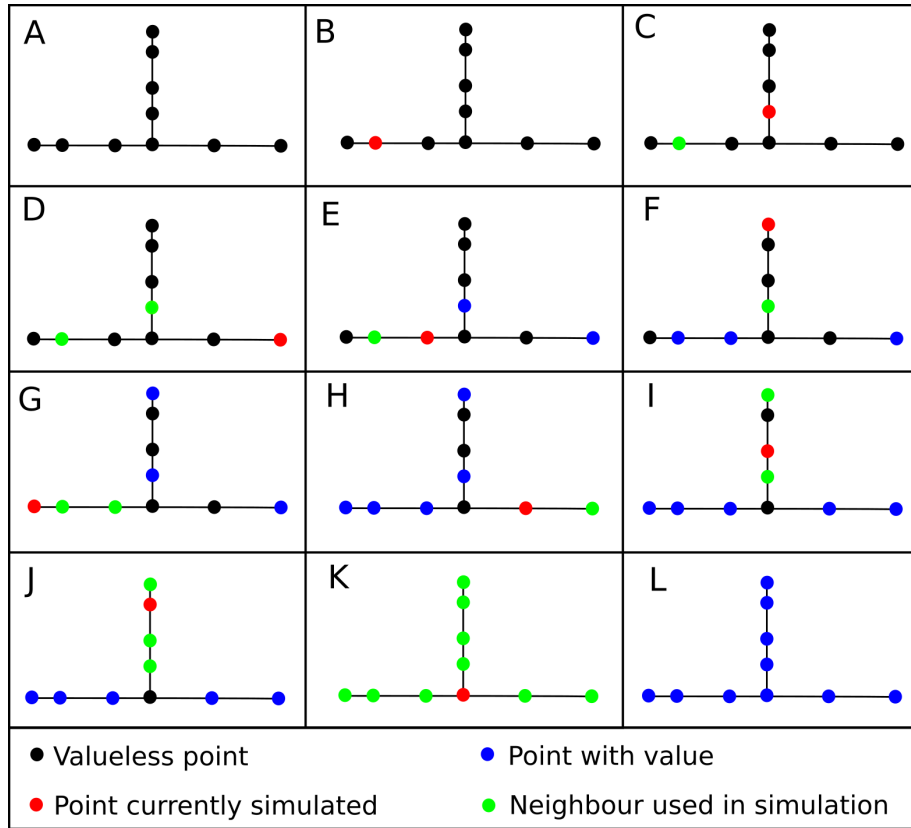 A
B
C
D
E
F
G
H
I
J
K
L
Valueless point
Point with value
Point currently simulated
Neighbour used in simulation